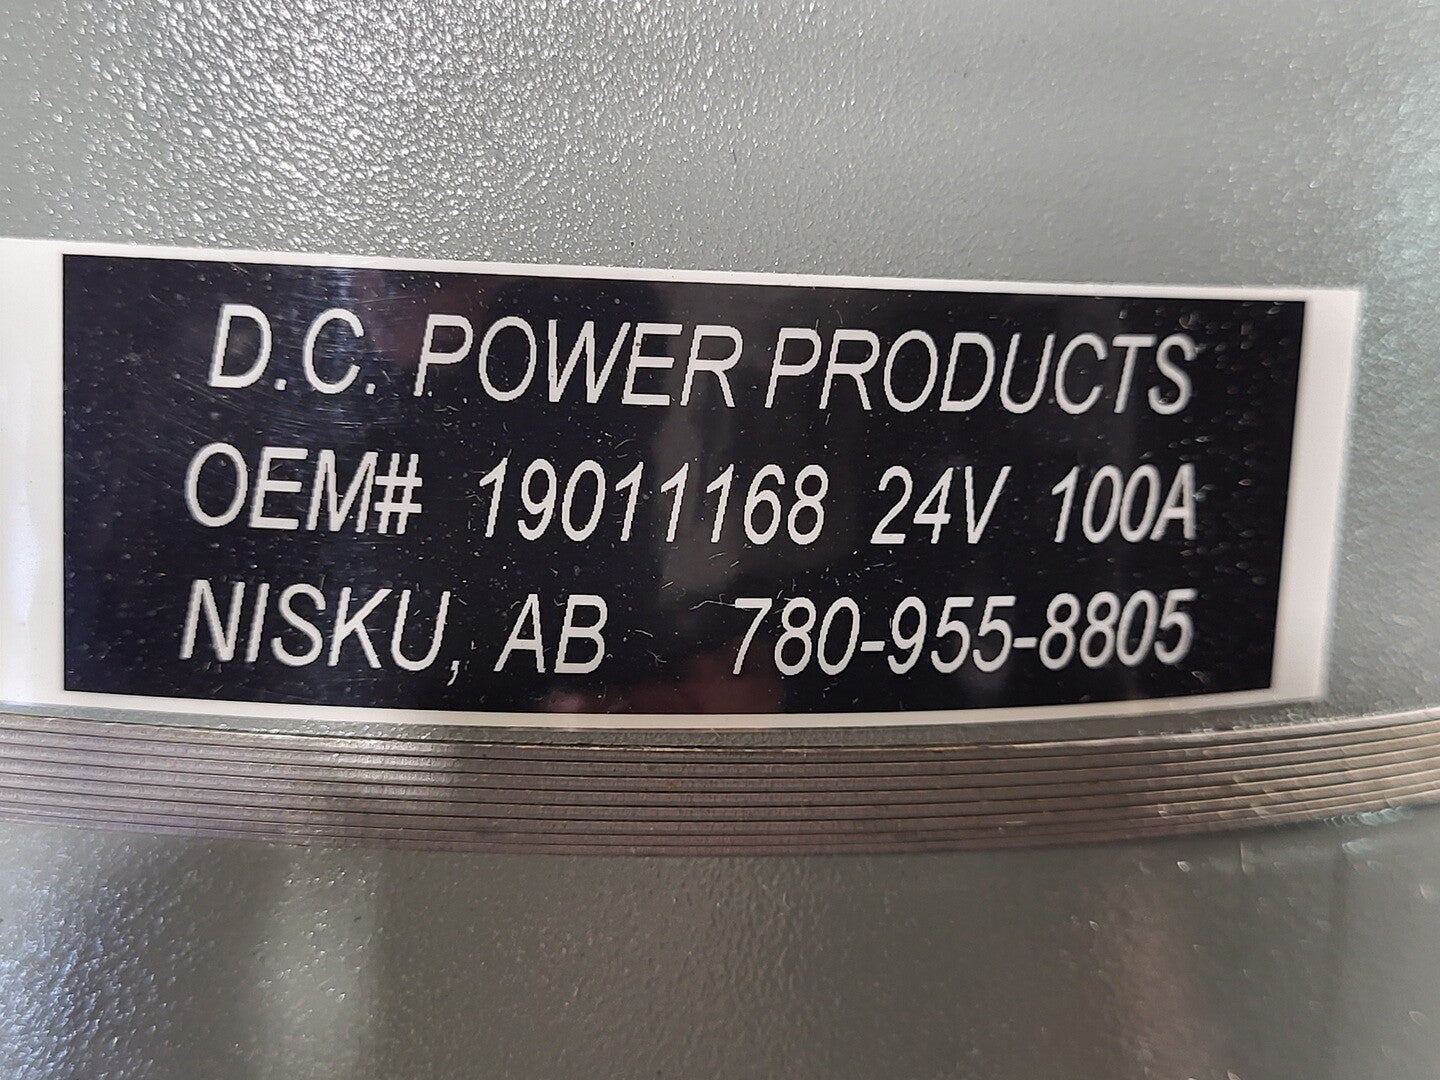 D.C. POWER PRODUCTS
OEM# 19011168 24V 100A
NISKU, AB 780-955-8805